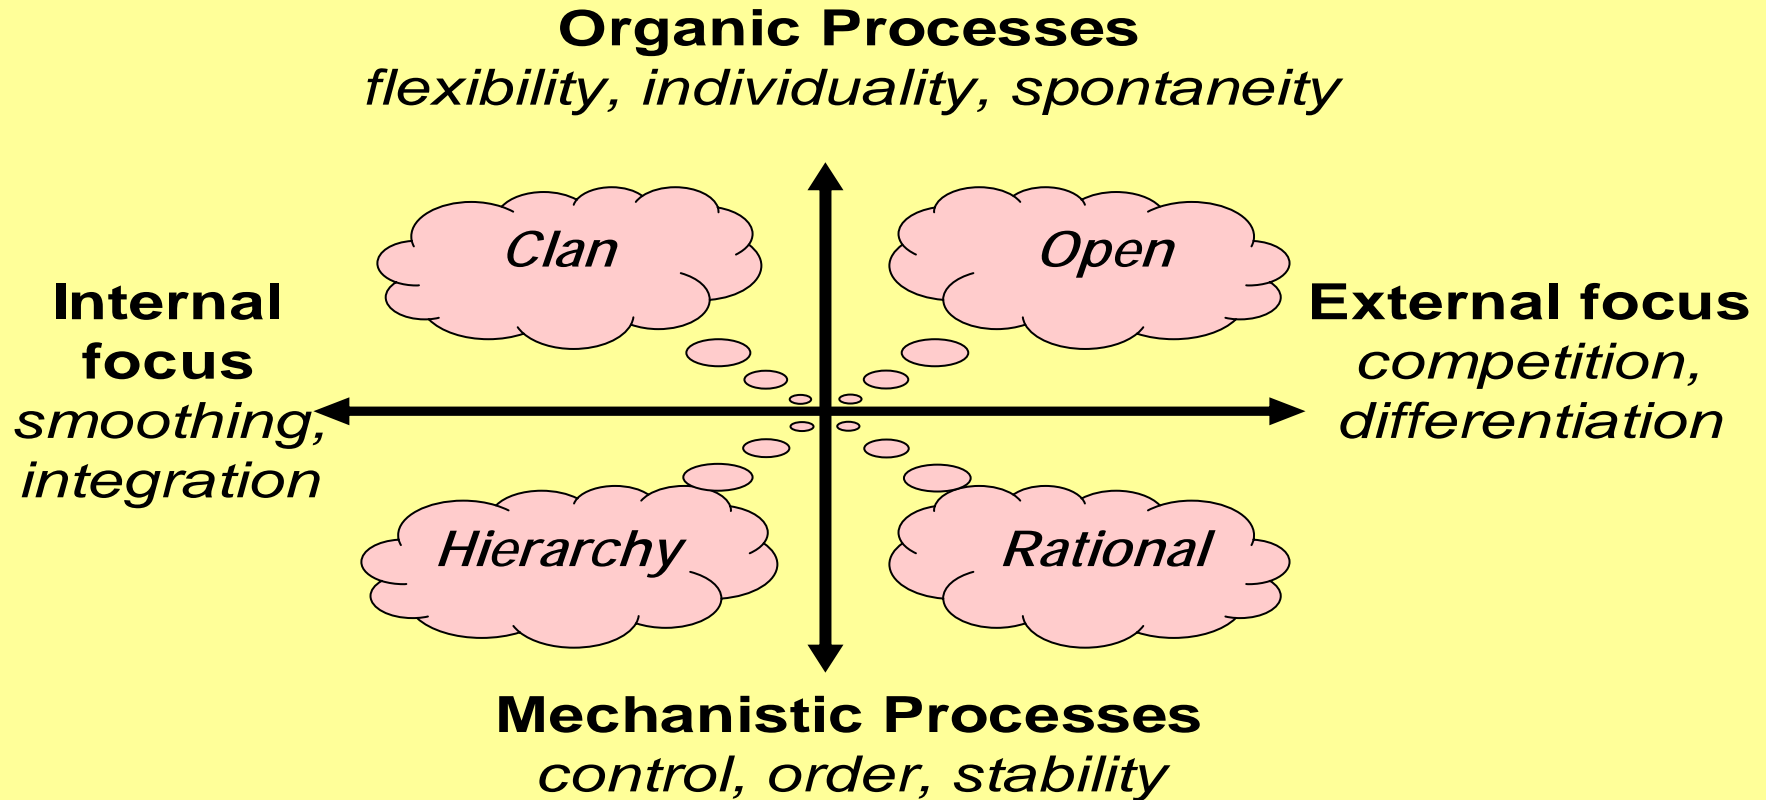 Organic Processes
flexibility, individuality, spontaneity
Clan
Open
Internal
focus
smoothing,
integration
External focus
competition,
differentiation
Hierarchy
Rational
Mechanistic Processes
control, order, stability